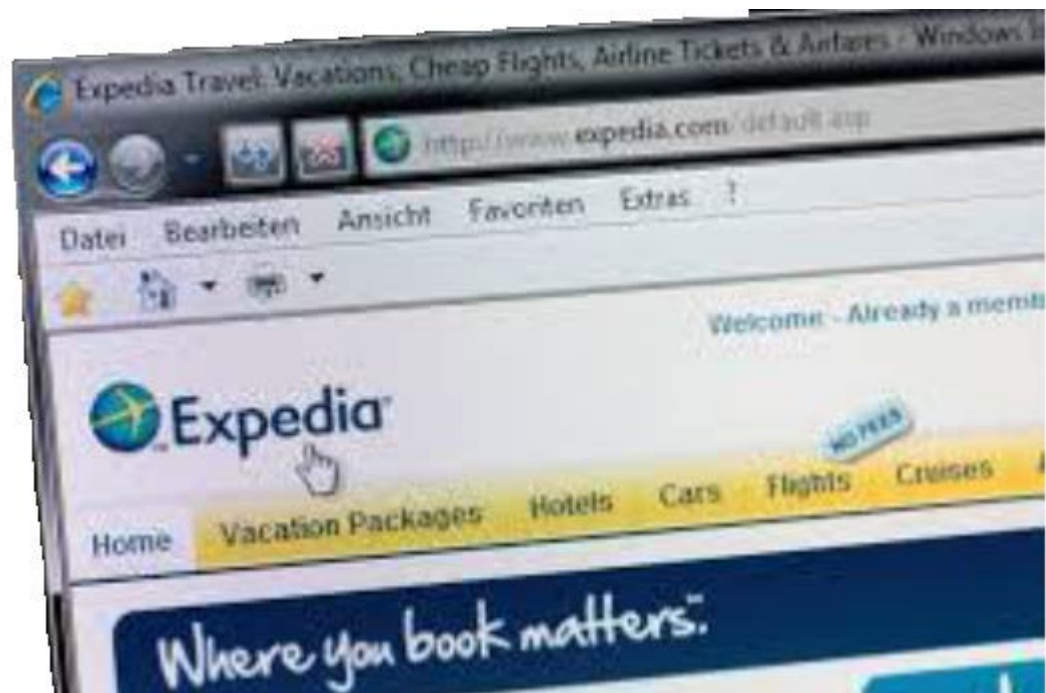 Expedia Travel: Vacations, Cheap Flights, Airline Tickets & Airfares - Windows
http://www.expedia.com/default.asp
Datei Bearbeiten Ansicht Favoriten Extras ?
Welcome - Already a
Expedia
NO FEES
Home Vacation Packages Hotels Cars Flights Cruises
Where you book matters.℠